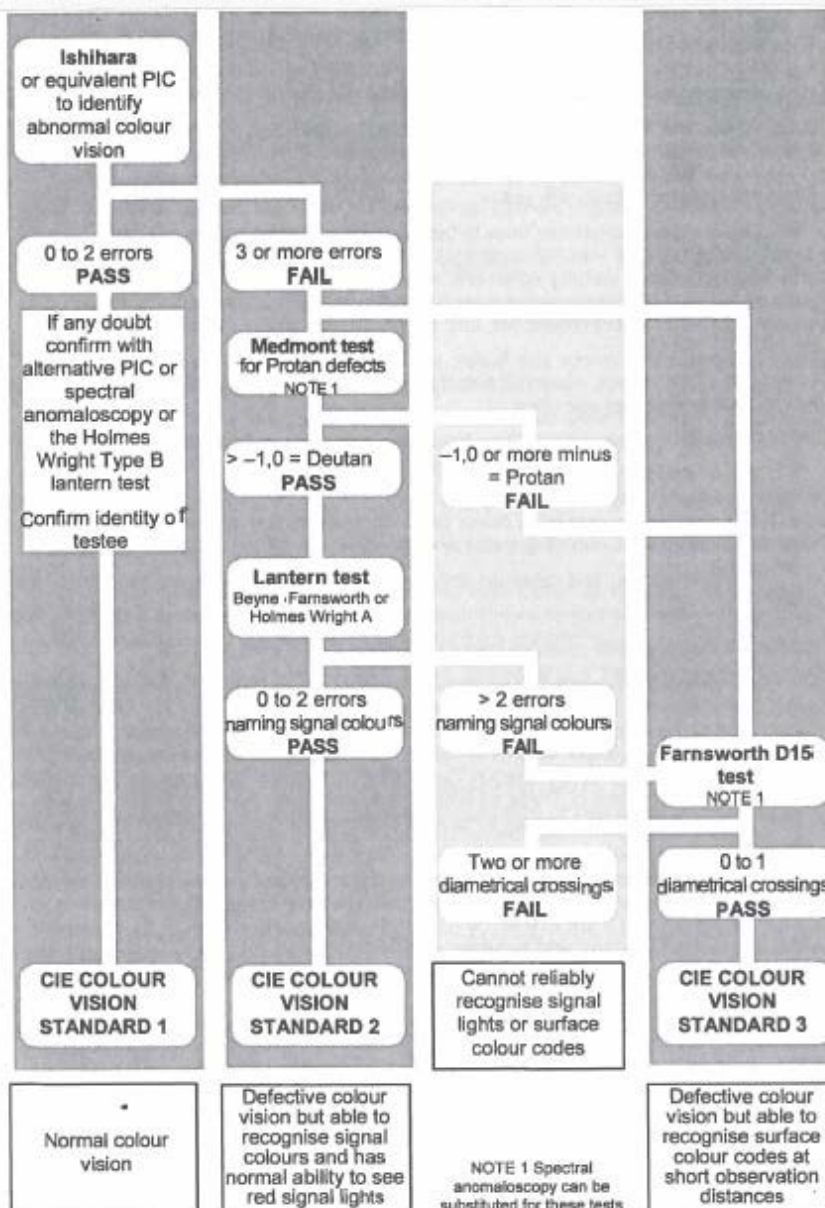 Ishihara
or equivalent PIC
to identify
abnormal colour
vision
0 to 2 errors
PASS
3 or more errors
FAIL
If any doubt
confirm with
alternative PIC or
spectral
anomaloscopy or
the Holmes
Wright Type B
lantern test
Confirm identity of
testee
Medmont test
for Protan defects
NOTE 1
> –1,0 = Deutan
PASS
–1,0 or more minus
= Protan
FAIL
Lantern test
Beyne Farnsworth or
Holmes Wright A
0 to 2 errors
naming signal colours
PASS
> 2 errors
naming signal colours
FAIL
Farnsworth D15
test
NOTE 1
Two or more
diametrical crossings
FAIL
0 to 1
diametrical crossings
PASS
CIE COLOUR
VISION
STANDARD 1
CIE COLOUR
VISION
STANDARD 2
Cannot reliably
recognise signal
lights or surface
colour codes
CIE COLOUR
VISION
STANDARD 3
Normal colour
vision
Defective colour
vision but able to
recognise signal
colours and has
normal ability to see
red signal lights
NOTE 1 Spectral
anomaloscopy can be
substituted for these tests
Defective colour
vision but able to
recognise surface
colour codes at
short observation
distances